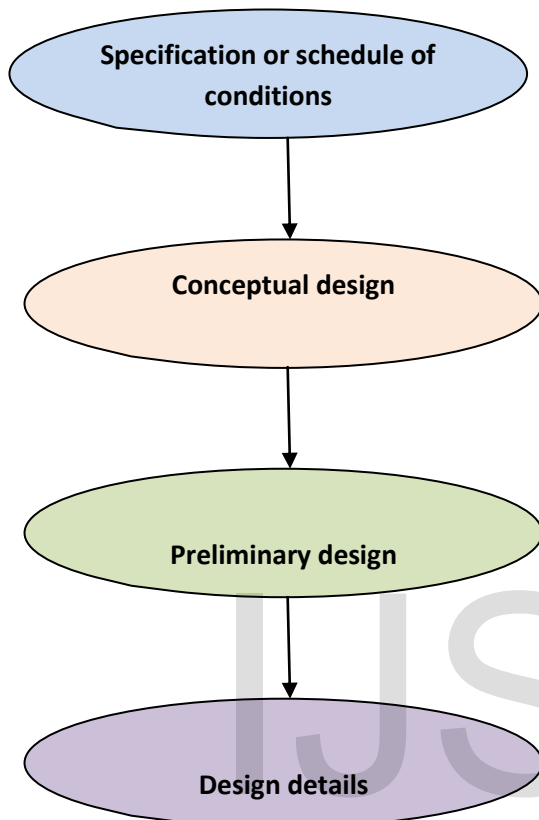 Specification or schedule of
conditions
Conceptual design
Preliminary design
IJS
Design details